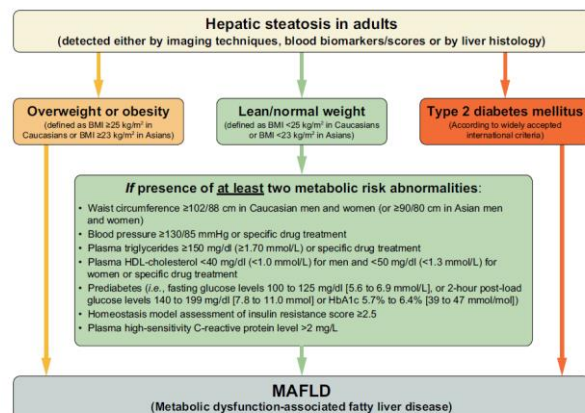 Hepatic steatosis in adults
(detected either by imaging techniques, blood biomarkers/scores or by liver histology)
Overweight or obesity
(defined as BMI ≥25 kg/m² in
Caucasians or BMI ≥23 kg/m² in Asians)
Lean/normal weight
(defined as BMI <25 kg/m² in Caucasians
or BMI <23 kg/m² in Asians)
Type 2 diabetes mellitus
(According to widely accepted
international criteria)
If presence of at least two metabolic risk abnormalities:
• Waist circumference ≥102/88 cm in Caucasian men and women (or ≥90/80 cm in Asian men
and women)
• Blood pressure ≥130/85 mmHg or specific drug treatment
• Plasma triglycerides ≥150 mg/dl (≥1.70 mmol/L) or specific drug treatment
• Plasma HDL-cholesterol <40 mg/dl (<1.0 mmol/L) for men and <50 mg/dl (<1.3 mmol/L) for
women or specific drug treatment
• Prediabetes (i.e., fasting glucose levels 100 to 125 mg/dl [5.6 to 6.9 mmol/L], or 2-hour post-load
glucose levels 140 to 199 mg/dl [7.8 to 11.0 mmol] or HbA1c 5.7% to 6.4% [39 to 47 mmol/mol])
• Homeostasis model assessment of insulin resistance score ≥2.5
• Plasma high-sensitivity C-reactive protein level >2 mg/L
MAFLD
(Metabolic dysfunction-associated fatty liver disease)